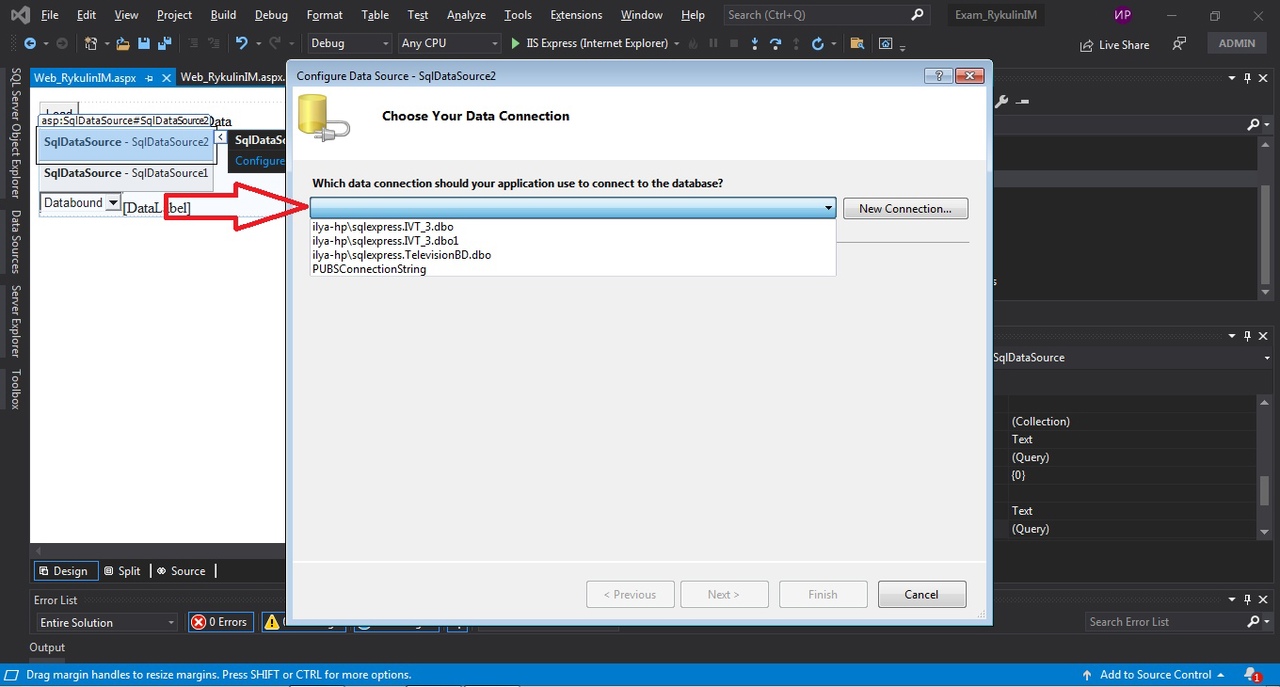 File Edit View Project Build Debug Format Table Test Analyze Tools Extensions Window Help Search (Ctrl+Q) Exam_RykulinIM ИР
Debug Any CPU IIS Express (Internet Explorer) Live Share ADMIN
SQL Server Object Explorer
Data Sources
Server Explorer
Toolbox
Web_RykulinIM.aspx Web_RykulinIM.aspx.
asp:SqlDataSource#SqlDataSource2
SqlDataSource - SqlDataSource2
SqlDataSource - SqlDataSource1
SqlDataSo
Configure
Databound [DataLabel]
Configure Data Source - SqlDataSource2
Choose Your Data Connection
Which data connection should your application use to connect to the database?
New Connection...
ilya-hp\sqlexpress.IVT_3.dbo
ilya-hp\sqlexpress.IVT_3.dbo1
ilya-hp\sqlexpress.TelevisionBD.dbo
PUBSConnectionString
< Previous Next > Finish Cancel
SqlDataSource
(Collection)
Text
(Query)
{0}
Text
(Query)
Design Split Source
Error List
Entire Solution 0 Errors Search Error List
Output
Drag margin handles to resize margins. Press SHIFT or CTRL for more options. Add to Source Control 1